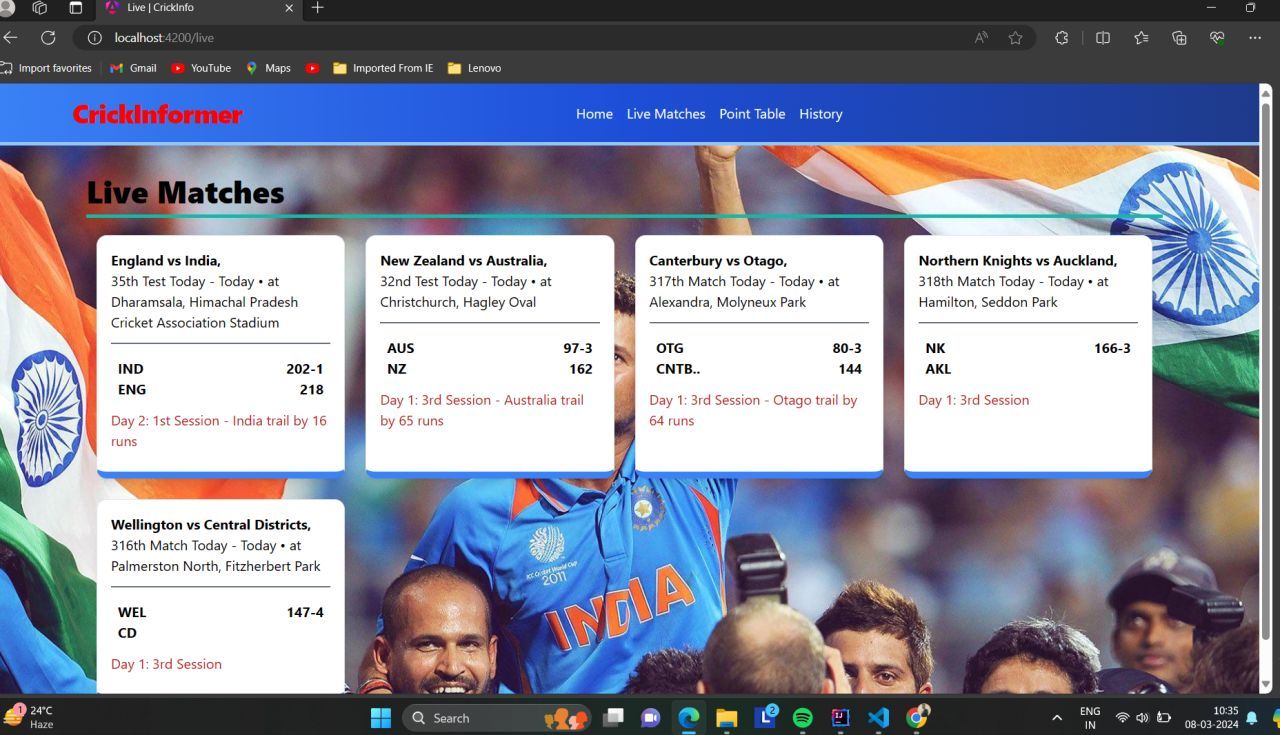 Live | CrickInfo
localhost:4200/live
Import favorites
Gmail
YouTube
Maps
Imported From IE
Lenovo
CrickInformer
Home
Live Matches
Point Table
History
Live Matches
England vs India,
35th Test Today - Today • at
Dharamsala, Himachal Pradesh
Cricket Association Stadium
IND 202-1
ENG 218
Day 2: 1st Session - India trail by 16
runs
New Zealand vs Australia,
32nd Test Today - Today • at
Christchurch, Hagley Oval
AUS 97-3
NZ 162
Day 1: 3rd Session - Australia trail
by 65 runs
Canterbury vs Otago,
317th Match Today - Today • at
Alexandra, Molyneux Park
OTG 80-3
CNTB.. 144
Day 1: 3rd Session - Otago trail by
64 runs
Northern Knights vs Auckland,
318th Match Today - Today • at
Hamilton, Seddon Park
NK 166-3
AKL
Day 1: 3rd Session
Wellington vs Central Districts,
316th Match Today - Today • at
Palmerston North, Fitzherbert Park
WEL 147-4
CD
Day 1: 3rd Session
ICC Cricket World Cup
2011
INDIA
1
24°C
Haze
Search
L
2
ENG
IN
10:35
08-03-2024